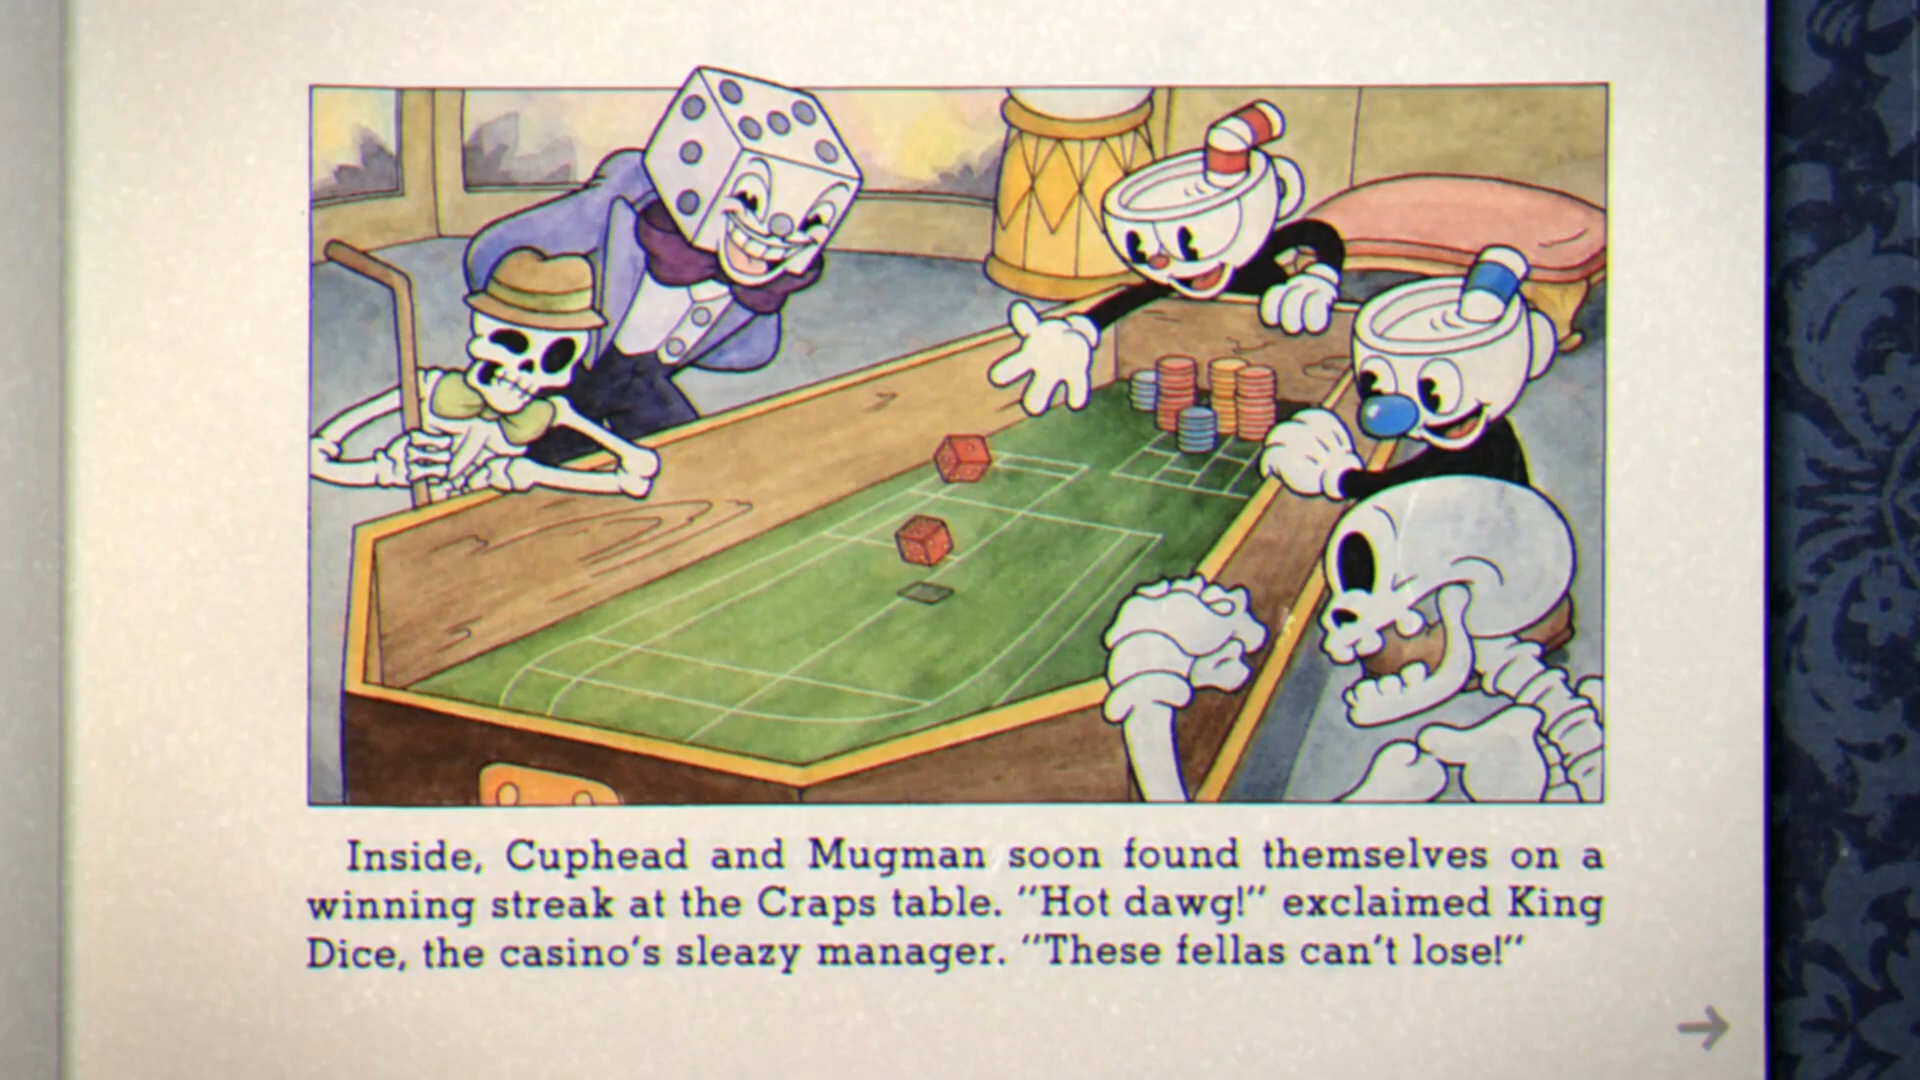 Inside, Cuphead and Mugman soon found themselves on a
winning streak at the Craps table. “Hot dawg!” exclaimed King
Dice, the casino’s sleazy manager. “These fellas can’t lose!”